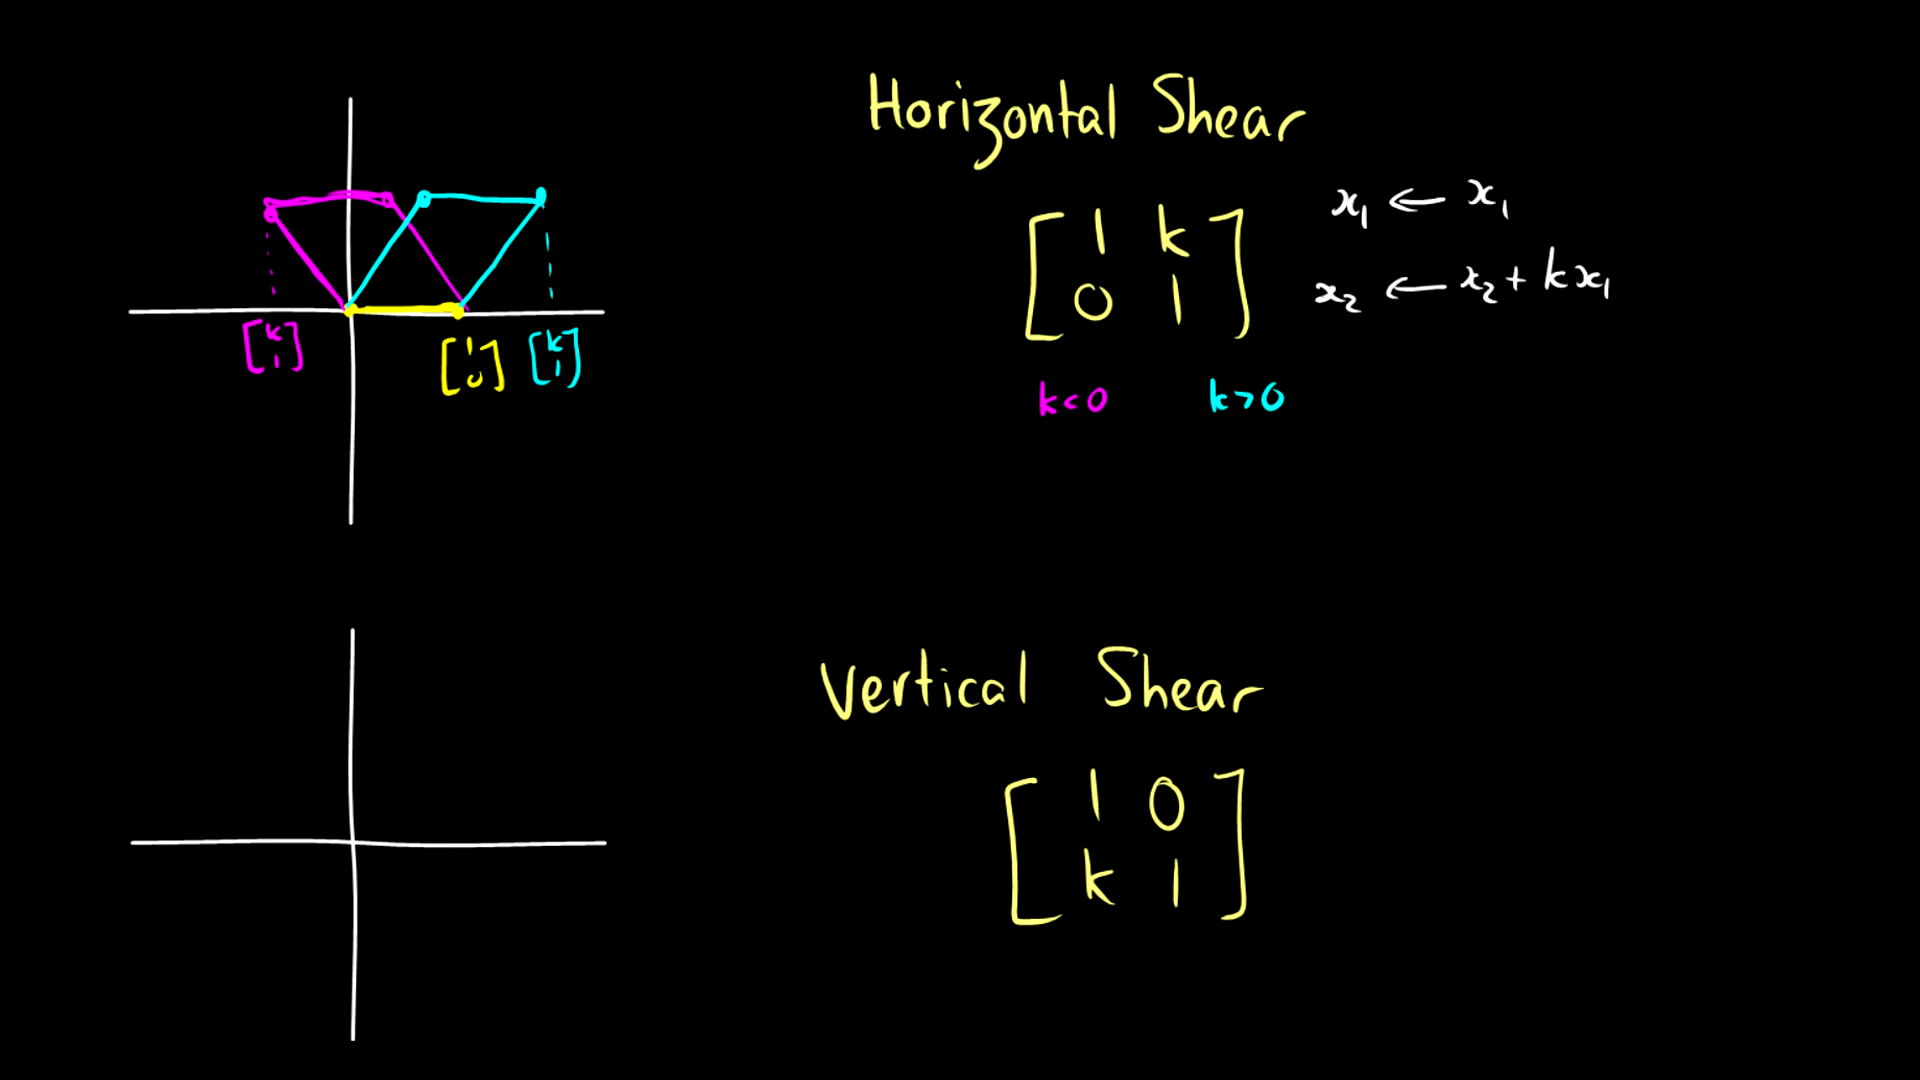 Horizontal Shear
[1 k
0 1]
x₁ ← x₁
x₂ ← x₂ + kx₁
k<0 k>0
[k
1]
[1
0]
[k
1]
Vertical Shear
[1 0
k 1]